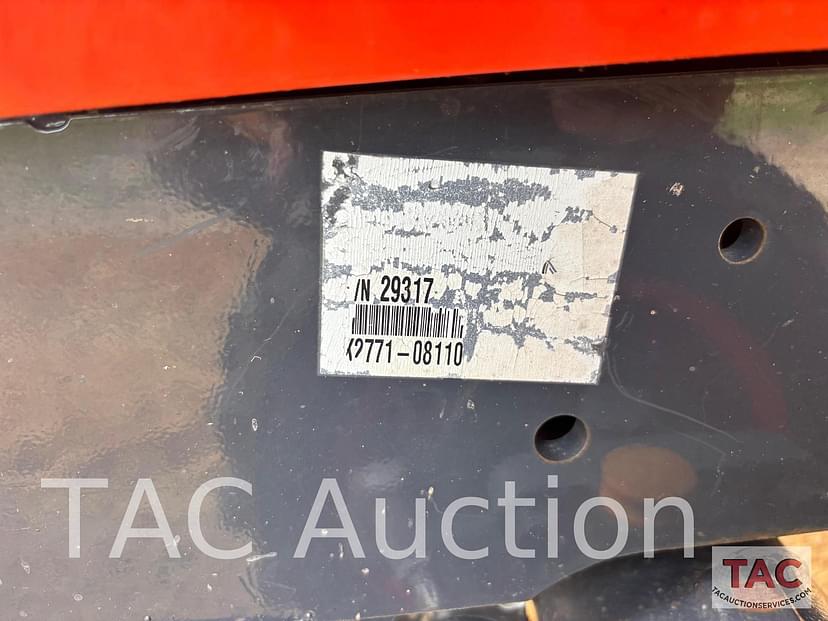 /N 29317
K2771-08110
TAC Auction
TAC
TACAUCTIONSERVICES.COM